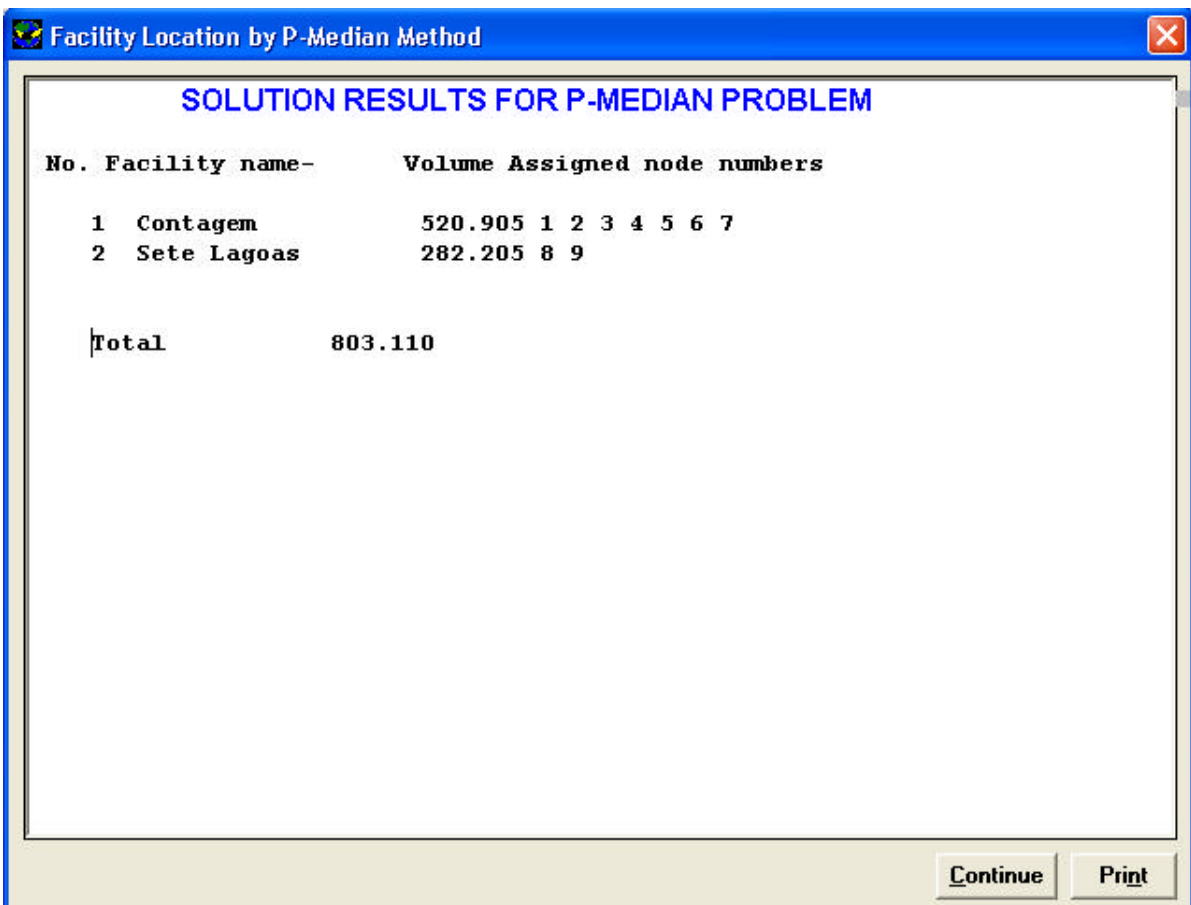 Facility Location by P-Median Method
SOLUTION RESULTS FOR P-MEDIAN PROBLEM
No. Facility name- Volume Assigned node numbers
1 Contagem 520.905 1 2 3 4 5 6 7
2 Sete Lagoas 282.205 8 9
Total 803.110
Continue Print